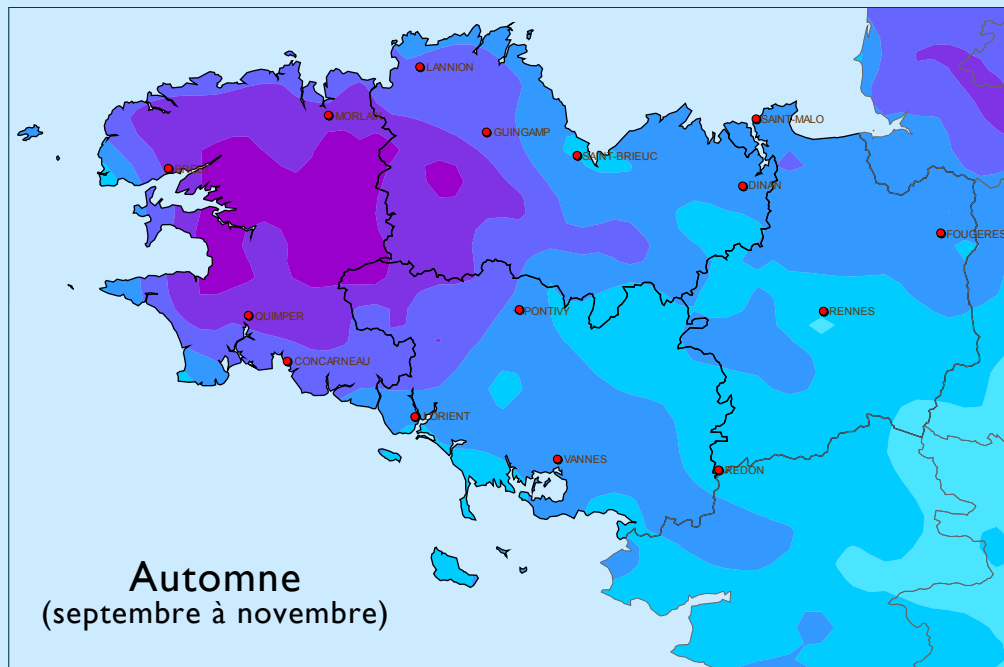 LANNION
MORLAIX
GUINGAMP
SAINT-MALO
SAINT-BRIEUC
BREST
DINAN
FOUGERES
QUIMPER
PONTIVY
RENNES
CONCARNEAU
LORIENT
VANNES
REDON
Automne
(septembre à novembre)